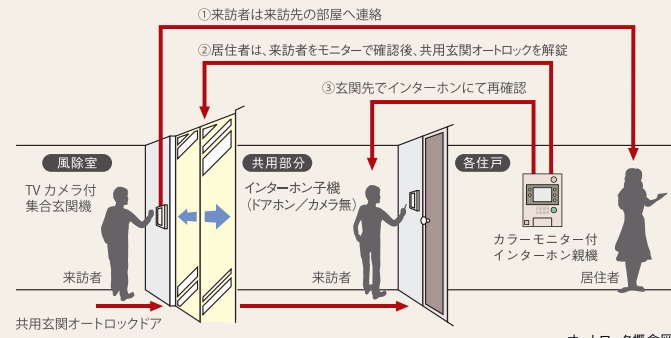 ①来訪者は来訪先の部屋へ連絡
②居住者は、来訪者をモニターで確認後、共用玄関オートロックを解錠
③玄関先でインターホンにて再確認
風除室
TVカメラ付
集合玄関機
共用部分
インターホン子機
(ドアホン/カメラ無)
各住戸
カラーモニター付
インターホン親機
来訪者
来訪者
居住者
共用玄関オートロックドア